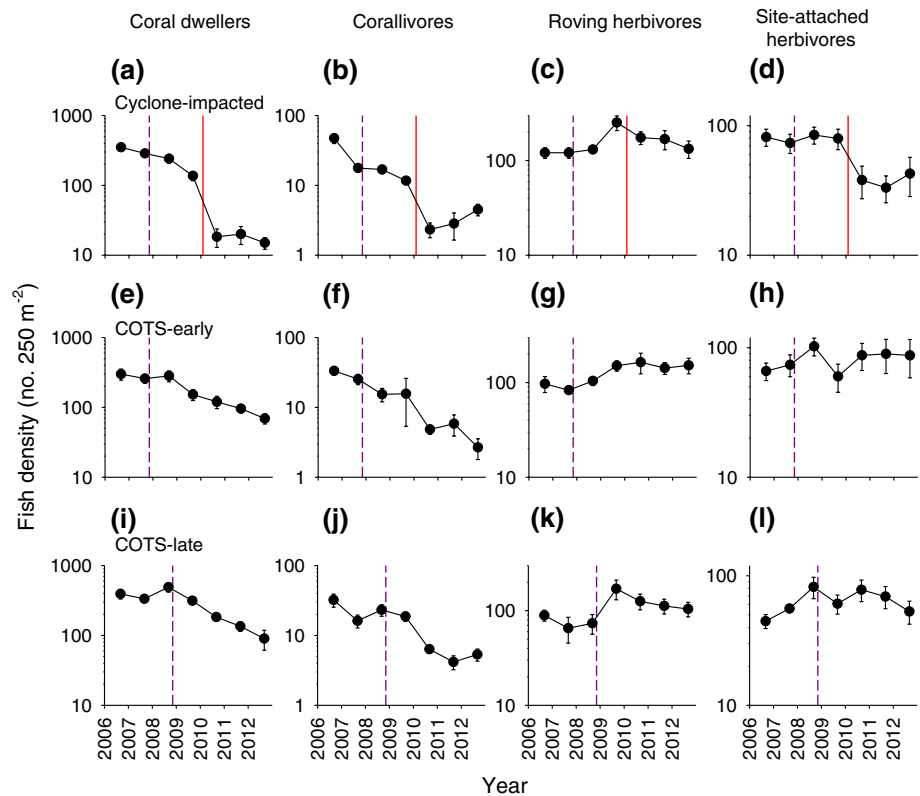 Coral dwellers
Corallivores
Roving herbivores
Site-attached
herbivores
(a)
(b)
(c)
(d)
Cyclone-impacted
1000
100
10
100
10
1
100
10
100
10
(e)
(f)
(g)
(h)
COTS-early
1000
100
10
100
10
1
100
10
100
10
(i)
(j)
(k)
(l)
COTS-late
1000
100
10
100
10
1
100
10
100
10
Fish density (no. 250 m⁻²)
2006 2007 2008 2009 2010 2011 2012
2006 2007 2008 2009 2010 2011 2012
2006 2007 2008 2009 2010 2011 2012
2006 2007 2008 2009 2010 2011 2012
Year